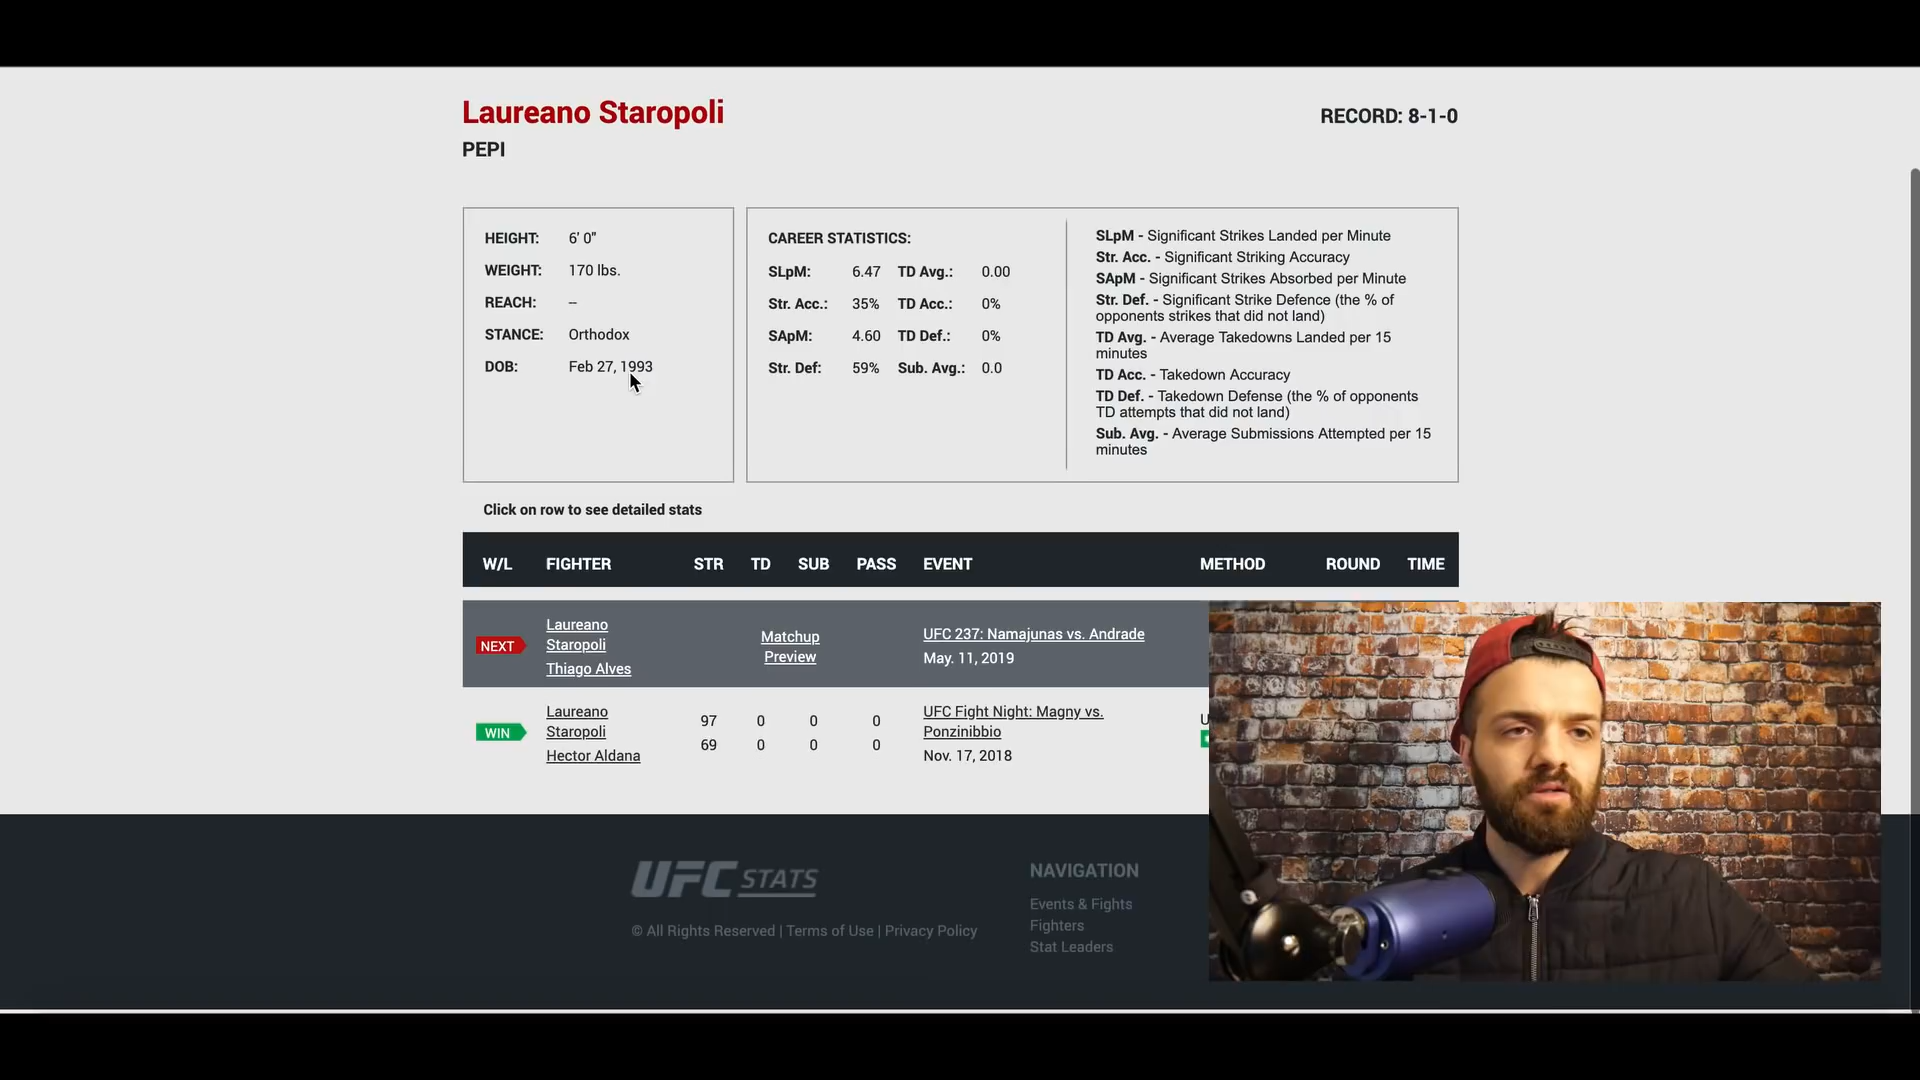 Laureano Staropoli
RECORD: 8-1-0
PEPI
HEIGHT: 6' 0"
WEIGHT: 170 lbs.
REACH: --
STANCE: Orthodox
DOB: Feb 27, 1993
CAREER STATISTICS:
SLpM: 6.47 TD Avg.: 0.00
Str. Acc.: 35% TD Acc.: 0%
SApM: 4.60 TD Def.: 0%
Str. Def: 59% Sub. Avg.: 0.0
SLpM - Significant Strikes Landed per Minute
Str. Acc. - Significant Striking Accuracy
SApM - Significant Strikes Absorbed per Minute
Str. Def. - Significant Strike Defence (the % of
opponents strikes that did not land)
TD Avg. - Average Takedowns Landed per 15
minutes
TD Acc. - Takedown Accuracy
TD Def. - Takedown Defense (the % of opponents
TD attempts that did not land)
Sub. Avg. - Average Submissions Attempted per 15
minutes
Click on row to see detailed stats
W/L FIGHTER STR TD SUB PASS EVENT METHOD ROUND TIME
NEXT
Laureano
Staropoli
Thiago Alves
Matchup
Preview
UFC 237: Namajunas vs. Andrade
May. 11, 2019
WIN
Laureano
Staropoli
Hector Aldana
97 0 0 0
69 0 0 0
UFC Fight Night: Magny vs.
Ponzinibbio
Nov. 17, 2018
U
UFC STATS
© All Rights Reserved | Terms of Use | Privacy Policy
NAVIGATION
Events & Fights
Fighters
Stat Leaders